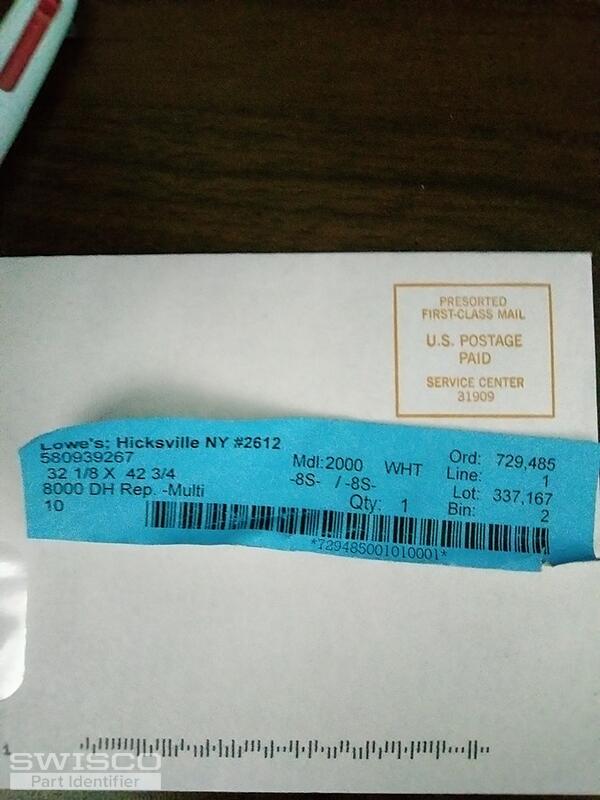 PRESORTED
FIRST-CLASS MAIL
U.S. POSTAGE
PAID
SERVICE CENTER
31909
Lowe's: Hicksville NY #2612
580939267
32 1/8 X 42 3/4
8000 DH Rep. -Multi
10
Mdl:2000 WHT
-8S- / -8S-
Qty: 1
Ord: 729,485
Line: 1
Lot: 337,167
Bin: 2
*729485001010001*
1
SWISCO
Part Identifier